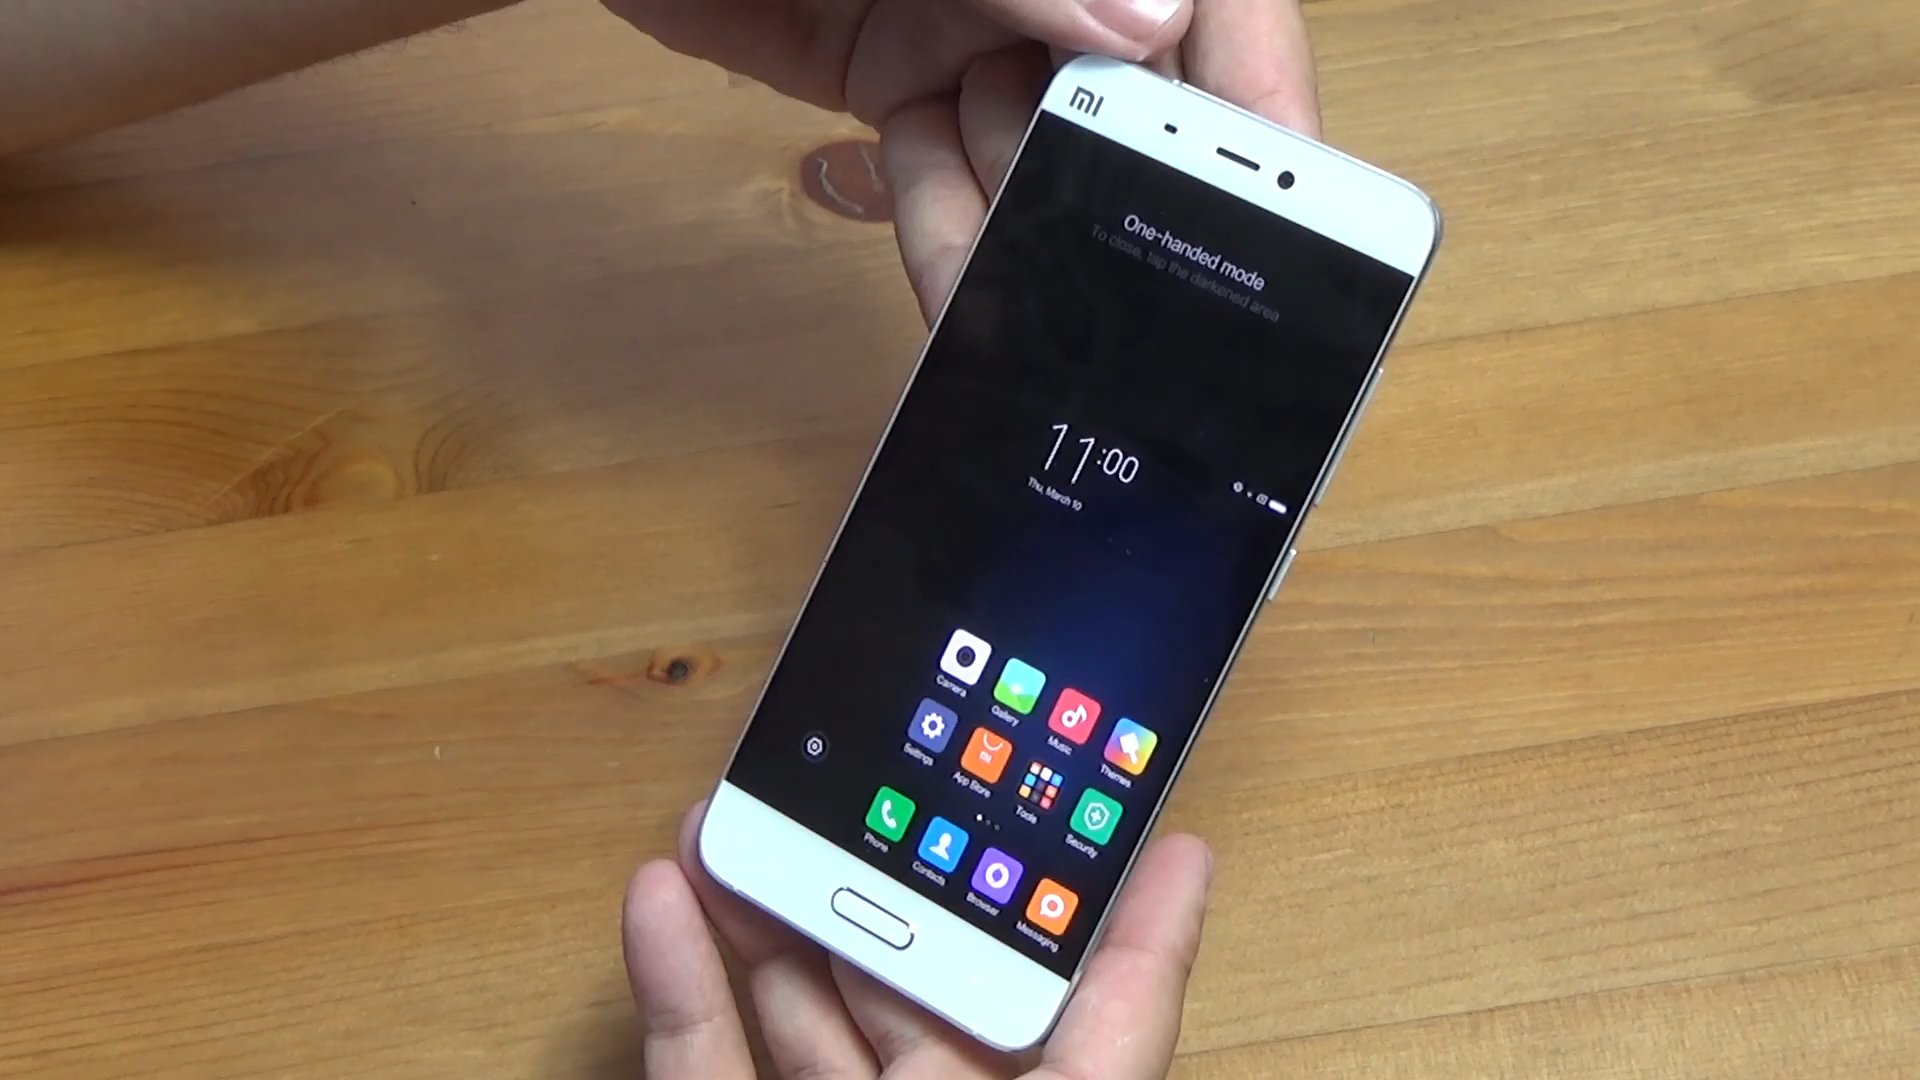 MI
One-handed mode
To close, tap the darkened area
11:00
Thu, March 10
Camera
Gallery
Music
Themes
Settings
App Store
Tools
Security
Phone
Contacts
Browser
Messaging